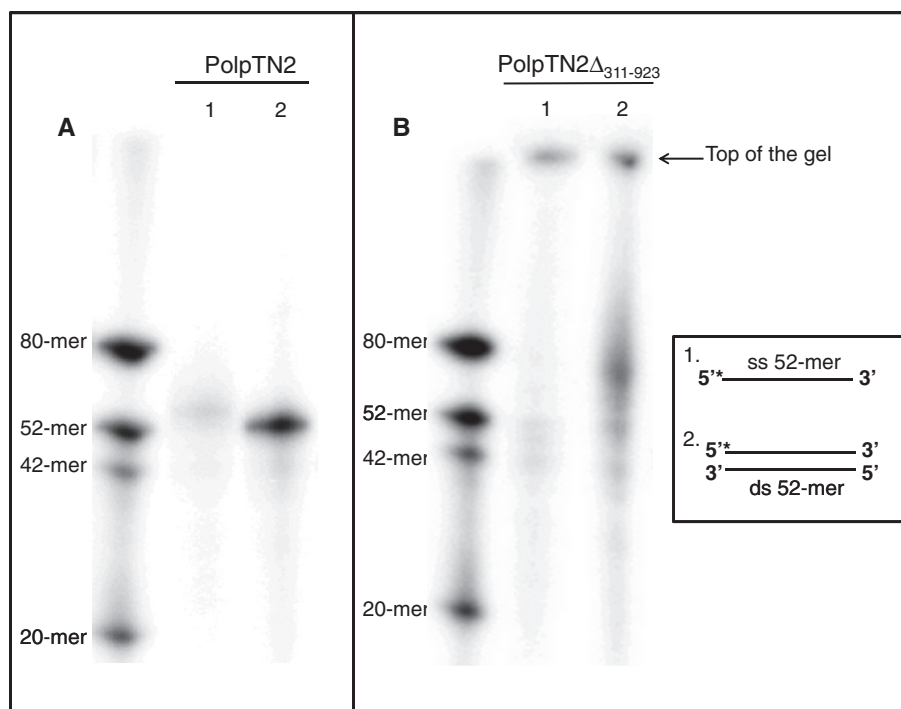 PolpTN2
1 2
A
80-mer
52-mer
42-mer
20-mer
PolpTN2Δ311-923
1 2
B
Top of the gel
80-mer
52-mer
42-mer
20-mer
1. ss 52-mer
5'* 3'
2. 5'* 3'
3' 5'
ds 52-mer